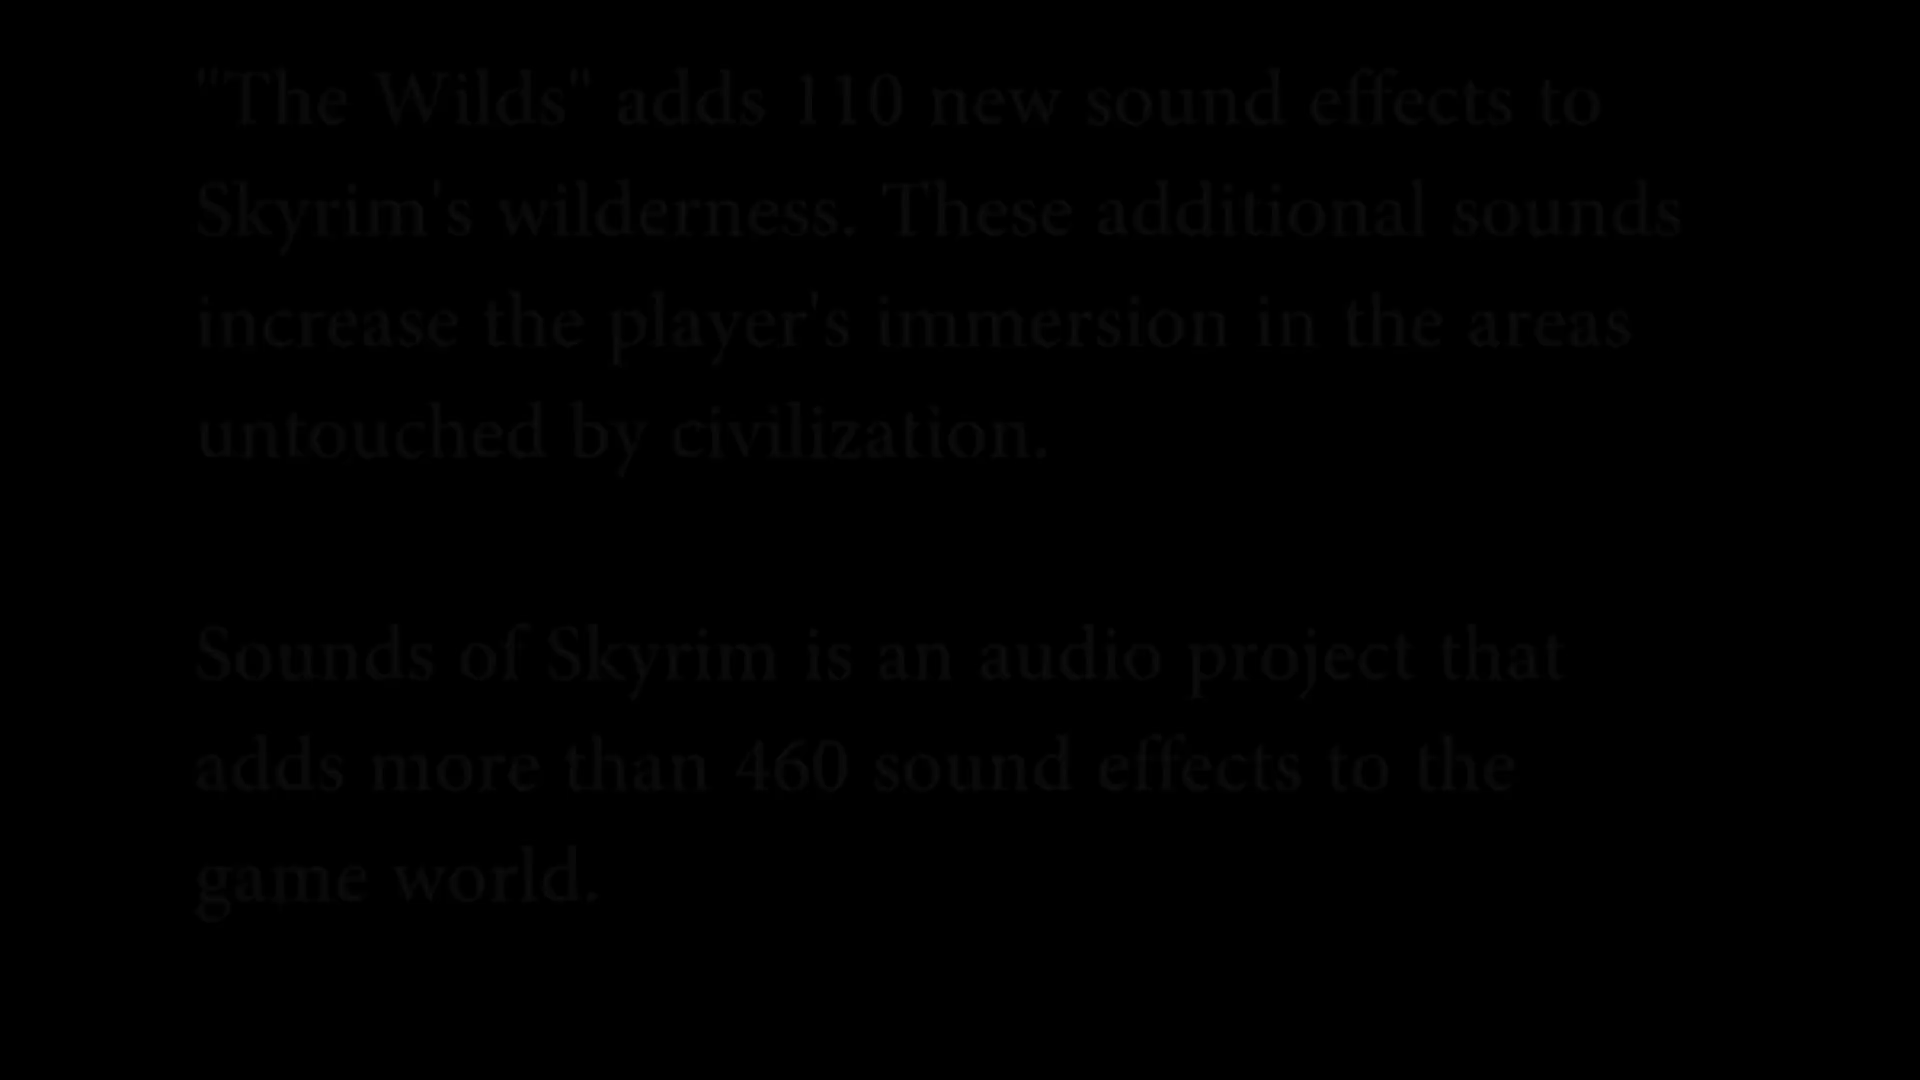 "The Wilds" adds 110 new sound effects to
Skyrim's wilderness. These additional sounds
increase the player's immersion in the areas
untouched by civilization.
Sounds of Skyrim is an audio project that
adds more than 460 sound effects to the
game world.